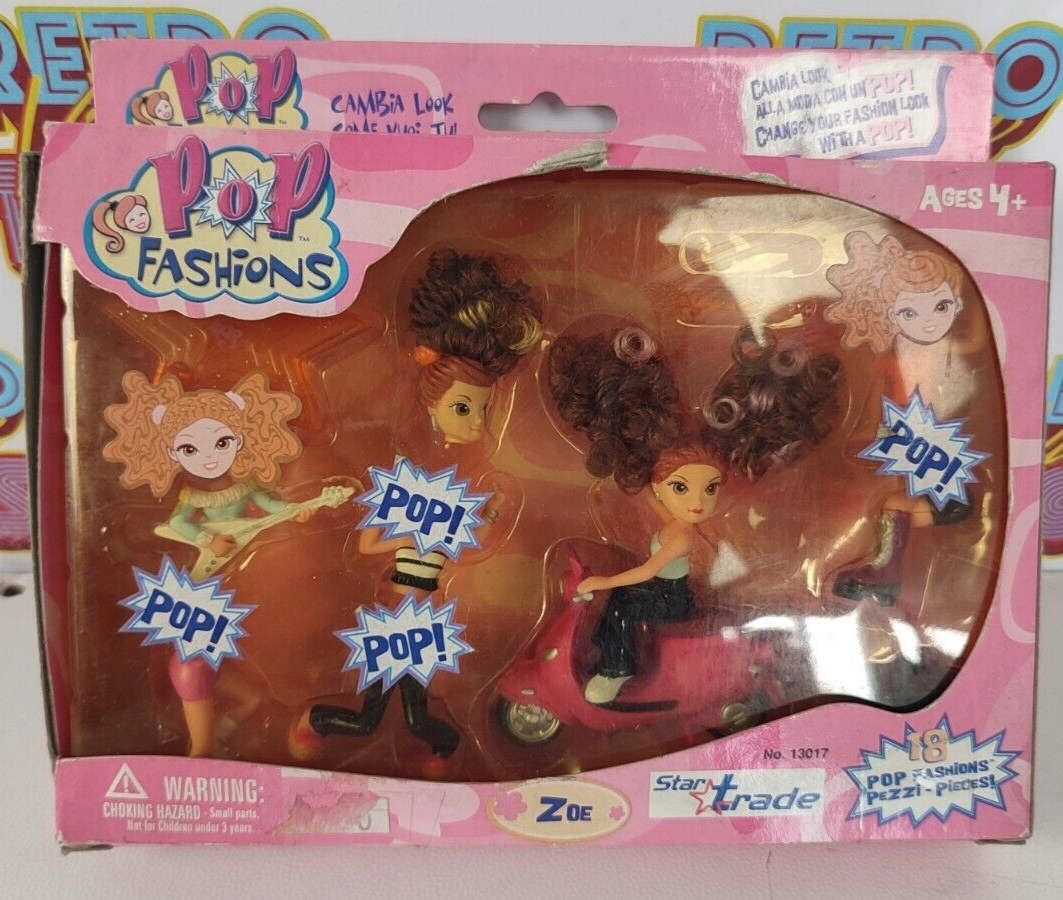 RETRO
POP
CAMBIA LOOK
COME VUOI TU!
CAMBIA LOOK
ALLA MODA CON UN POP!
CHANGE YOUR FASHION LOOK
WITH A POP!
POP™
FASHIONS
AGES 4+
POP!
POP!
POP!
POP!
No. 13017
WARNING:
CHOKING HAZARD - Small parts.
Not for Children under 3 years.
ZOE
Star trade
18
POP FASHIONS™
PEZZI - PIECES!